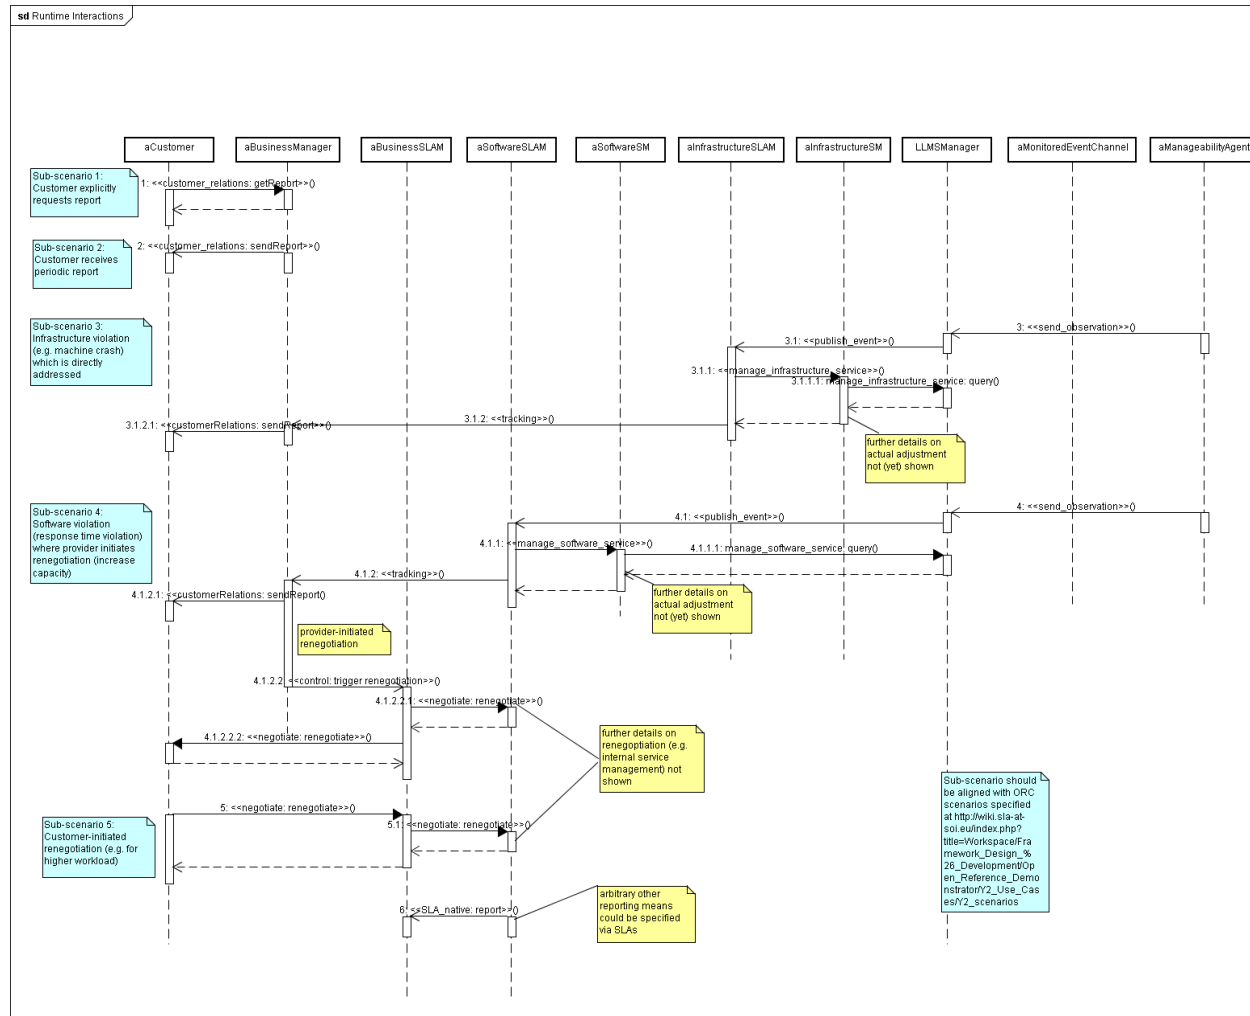 sd Runtime Interactions
aCustomer
aBusinessManager
aBusinessSLAM
aSoftwareSLAM
aSoftwareSM
aInfrastructureSLAM
aInfrastructureSM
LLMSManager
aMonitoredEventChannel
aManageabilityAgent
Sub-scenario 1:
Customer explicitly
requests report
1: <<customer_relations: getReport>>()
Sub-scenario 2:
Customer receives
periodic report
2: <<customer_relations: sendReport>>()
Sub-scenario 3:
Infrastructure violation
(e.g. machine crash)
which is directly
addressed
3: <<send_observation>>()
3.1: <<publish_event>>()
3.1.1: <<manage_infrastructure_service>>()
3.1.1.1: manage_infrastructure_service: query()
3.1.2: <<tracking>>()
3.1.2.1: <<customerRelations: sendReport>>()
further details on
actual adjustment
not (yet) shown
Sub-scenario 4:
Software violation
(response time violation)
where provider initiates
renegotiation (increase
capacity)
4: <<send_observation>>()
4.1: <<publish_event>>()
4.1.1: <<manage_software_service>>()
4.1.1.1: manage_software_service: query()
4.1.2: <<tracking>>()
4.1.2.1: <<customerRelations: sendReport()
further details on
actual adjustment
not (yet) shown
provider-initiated
renegotiation
4.1.2.2: <<control: trigger renegotiation>>()
4.1.2.2.1: <<negotiate: renegotiate>>()
4.1.2.2.2: <<negotiate: renegotiate>>()
further details on
renegoptiation (e.g.
internal service
management) not
shown
Sub-scenario should
be aligned with ORC
scenarios specified
at http://wiki.sla-at-
soi.eu/index.php?
title=Workspace/Fra
mework_Design_%
26_Development/Op
en_Reference_Demo
nstrator/Y2_Use_Cas
es/Y2_scenarios
Sub-scenario 5:
Customer-initiated
renegotiation (e.g. for
higher workload)
5: <<negotiate: renegotiate>>()
5.1: <<negotiate: renegotiate>>()
arbitrary other
reporting means
could be specified
via SLAs
6: <<SLA_native: report>>()